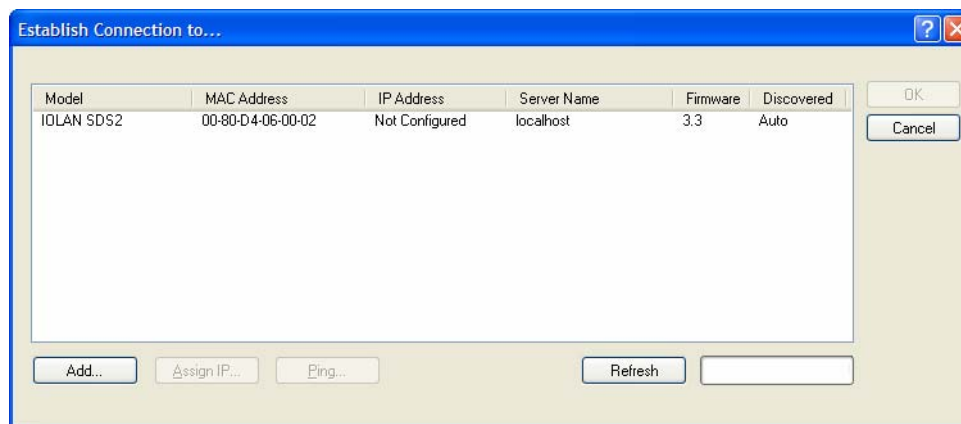 Establish Connection to...
Model MAC Address IP Address Server Name Firmware Discovered
IOLAN SDS2 00-80-D4-06-00-02 Not Configured localhost 3.3 Auto
OK
Cancel
Add... Assign IP... Ping... Refresh